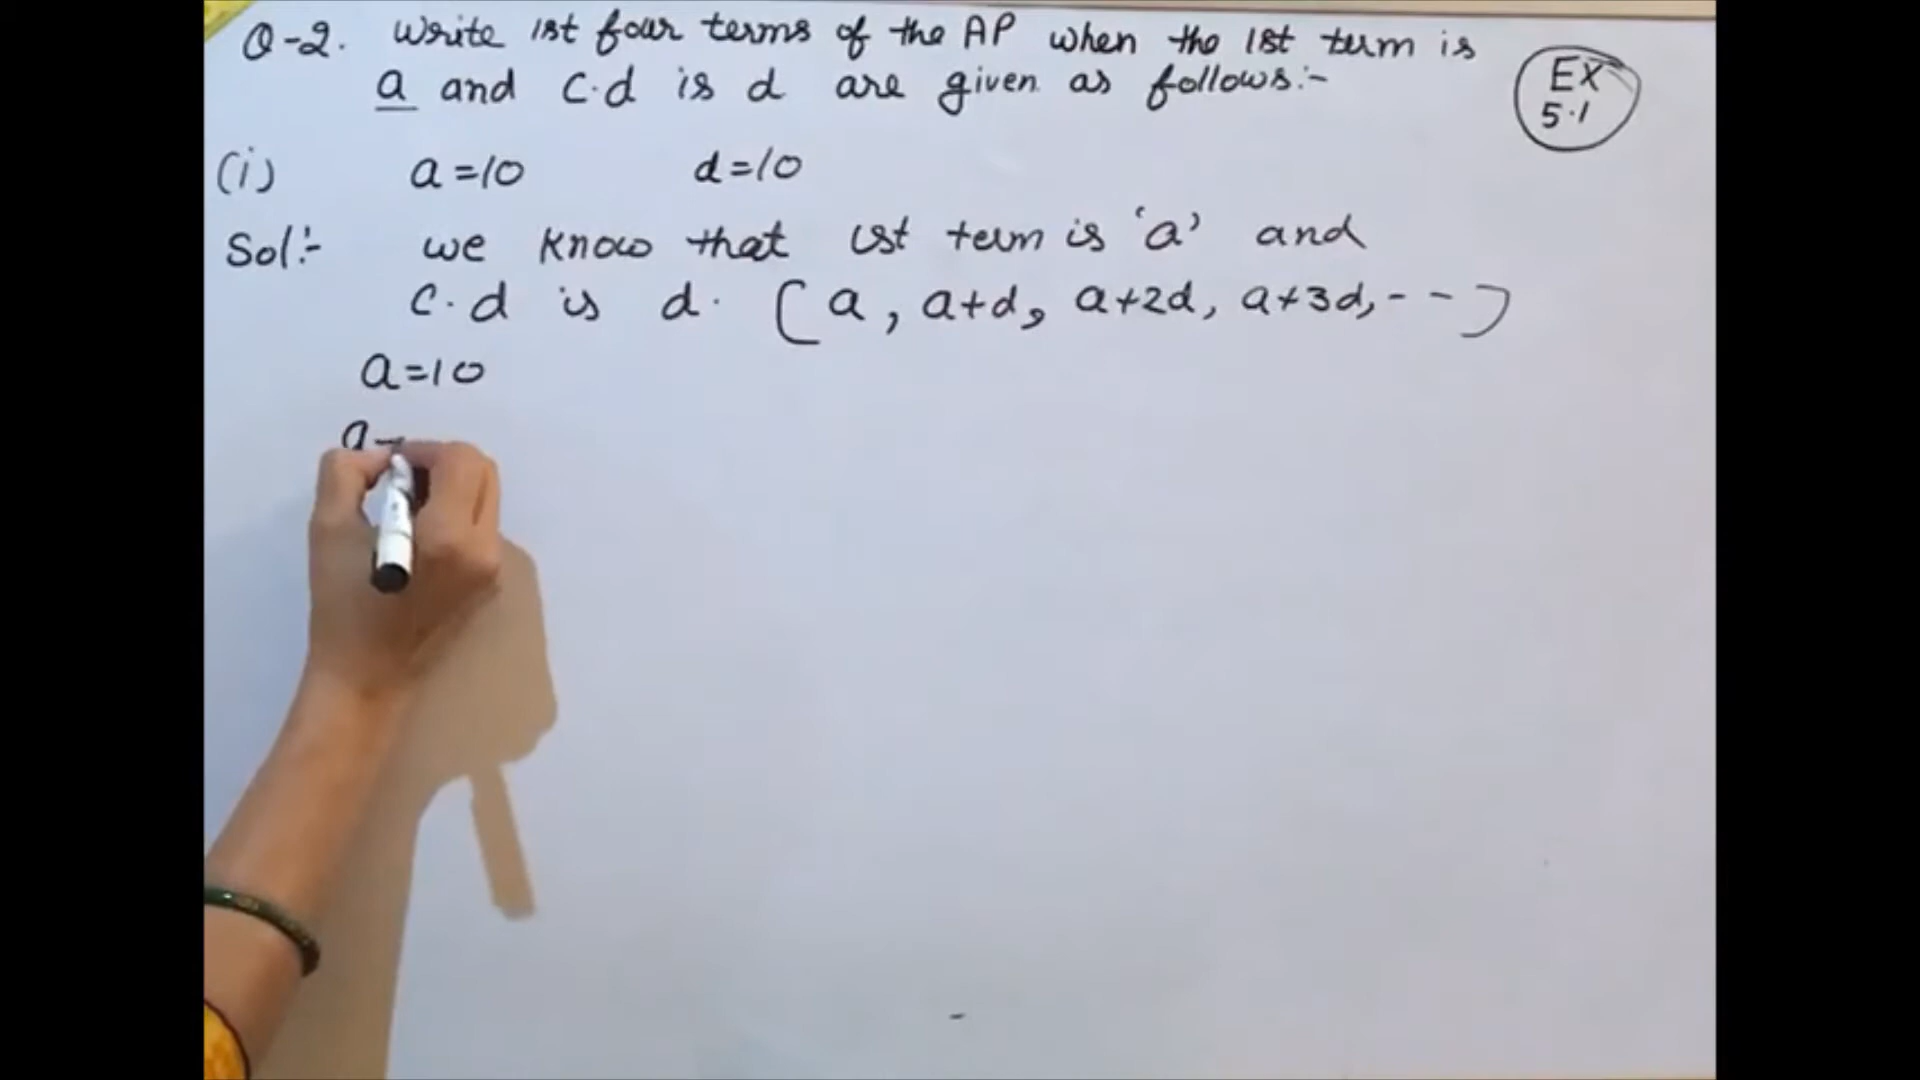 Q-2. Write 1st four terms of the AP when the 1st term is
a and C.d is d are given as follows:-
EX
5.1
(i) a=10 d=10
Sol:- we know that 1st term is 'a' and
C.d is d. (a, a+d, a+2d, a+3d,---)
a=10
a